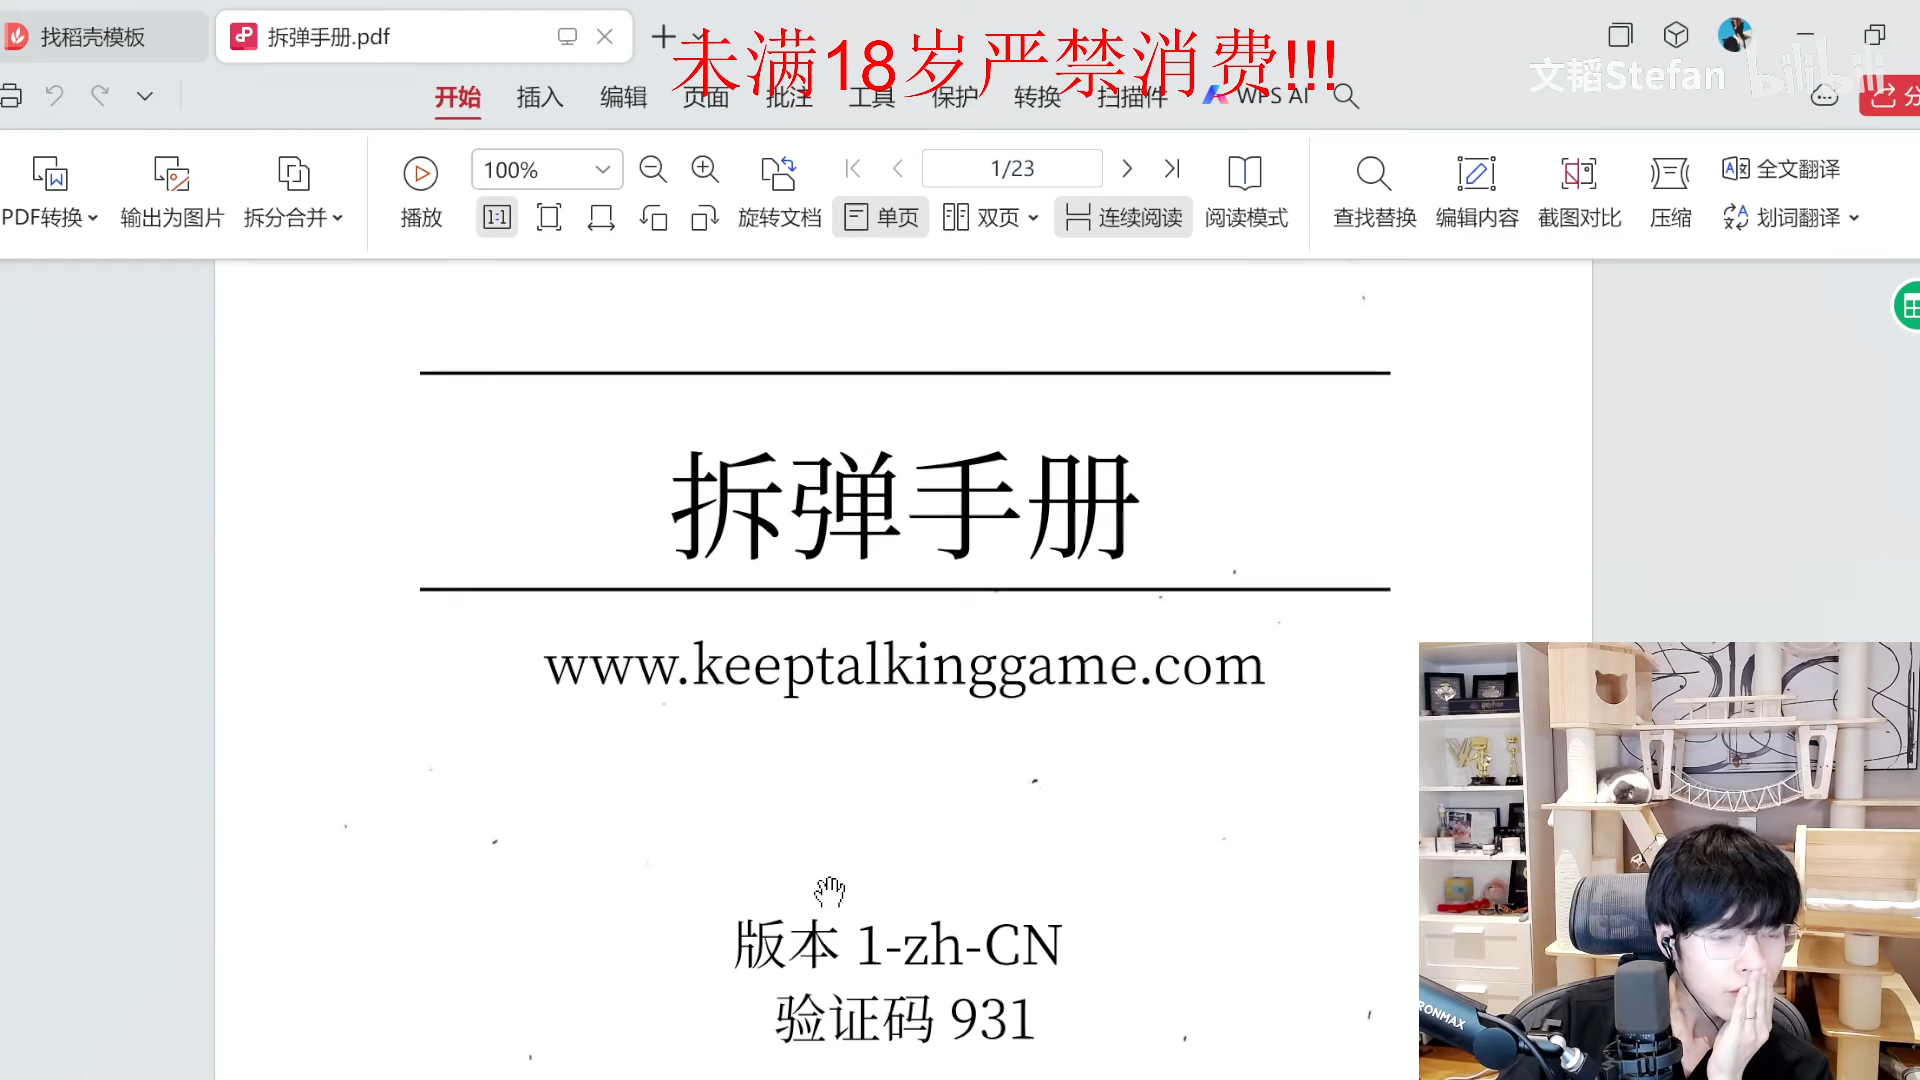 找稻壳模板
拆弹手册.pdf
未满18岁严禁消费!!!
文韬Stefan bilibili
开始 插入 编辑 页面 批注 工具 保护 转换 扫描件 WPS AI
PDF转换 输出为图片 拆分合并 播放
100%
1/23
旋转文档 单页 双页 连续阅读 阅读模式
查找替换 编辑内容 截图对比 压缩
全文翻译
划词翻译
拆弹手册
www.keeptalkinggame.com
版本 1-zh-CN
验证码 931